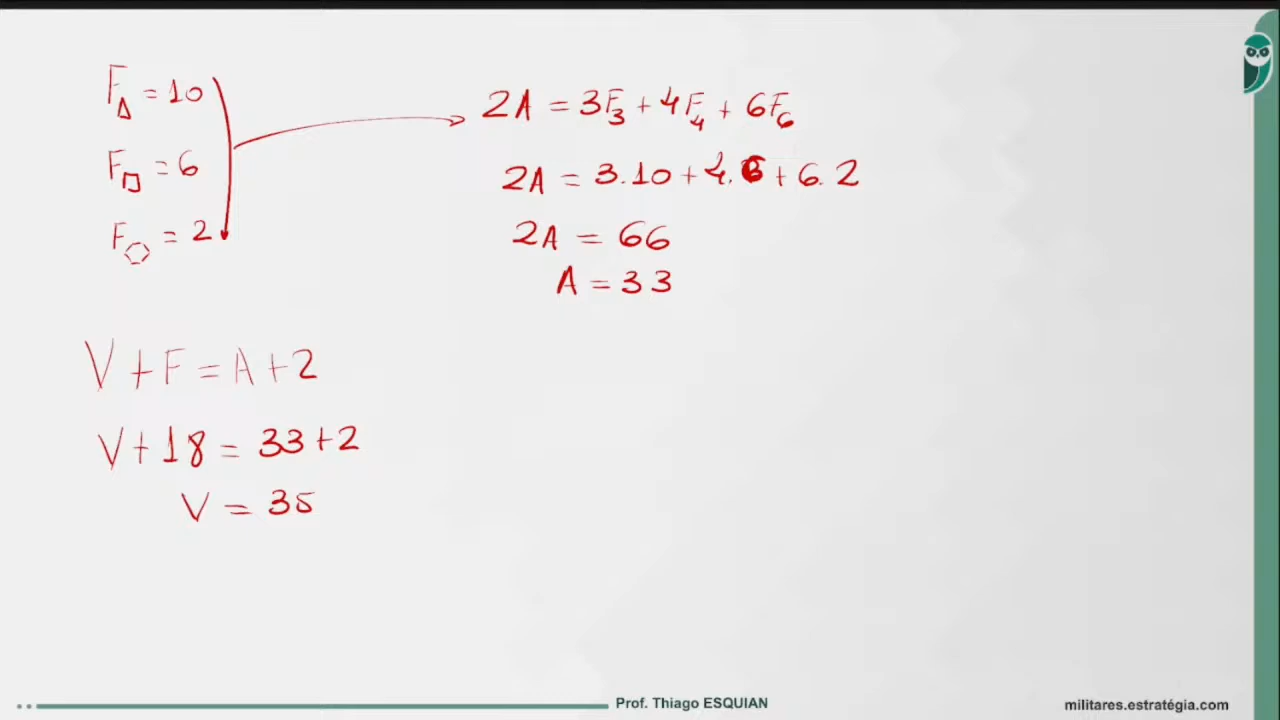 F△ = 10
F□ = 6
F⬡ = 2
2A = 3F₃ + 4F₄ + 6F₆
2A = 3.10 + 4.6 + 6.2
2A = 66
A = 33
V + F = A + 2
V + 18 = 33 + 2
V = 35
Prof. Thiago ESQUIAN
militares.estratégia.com